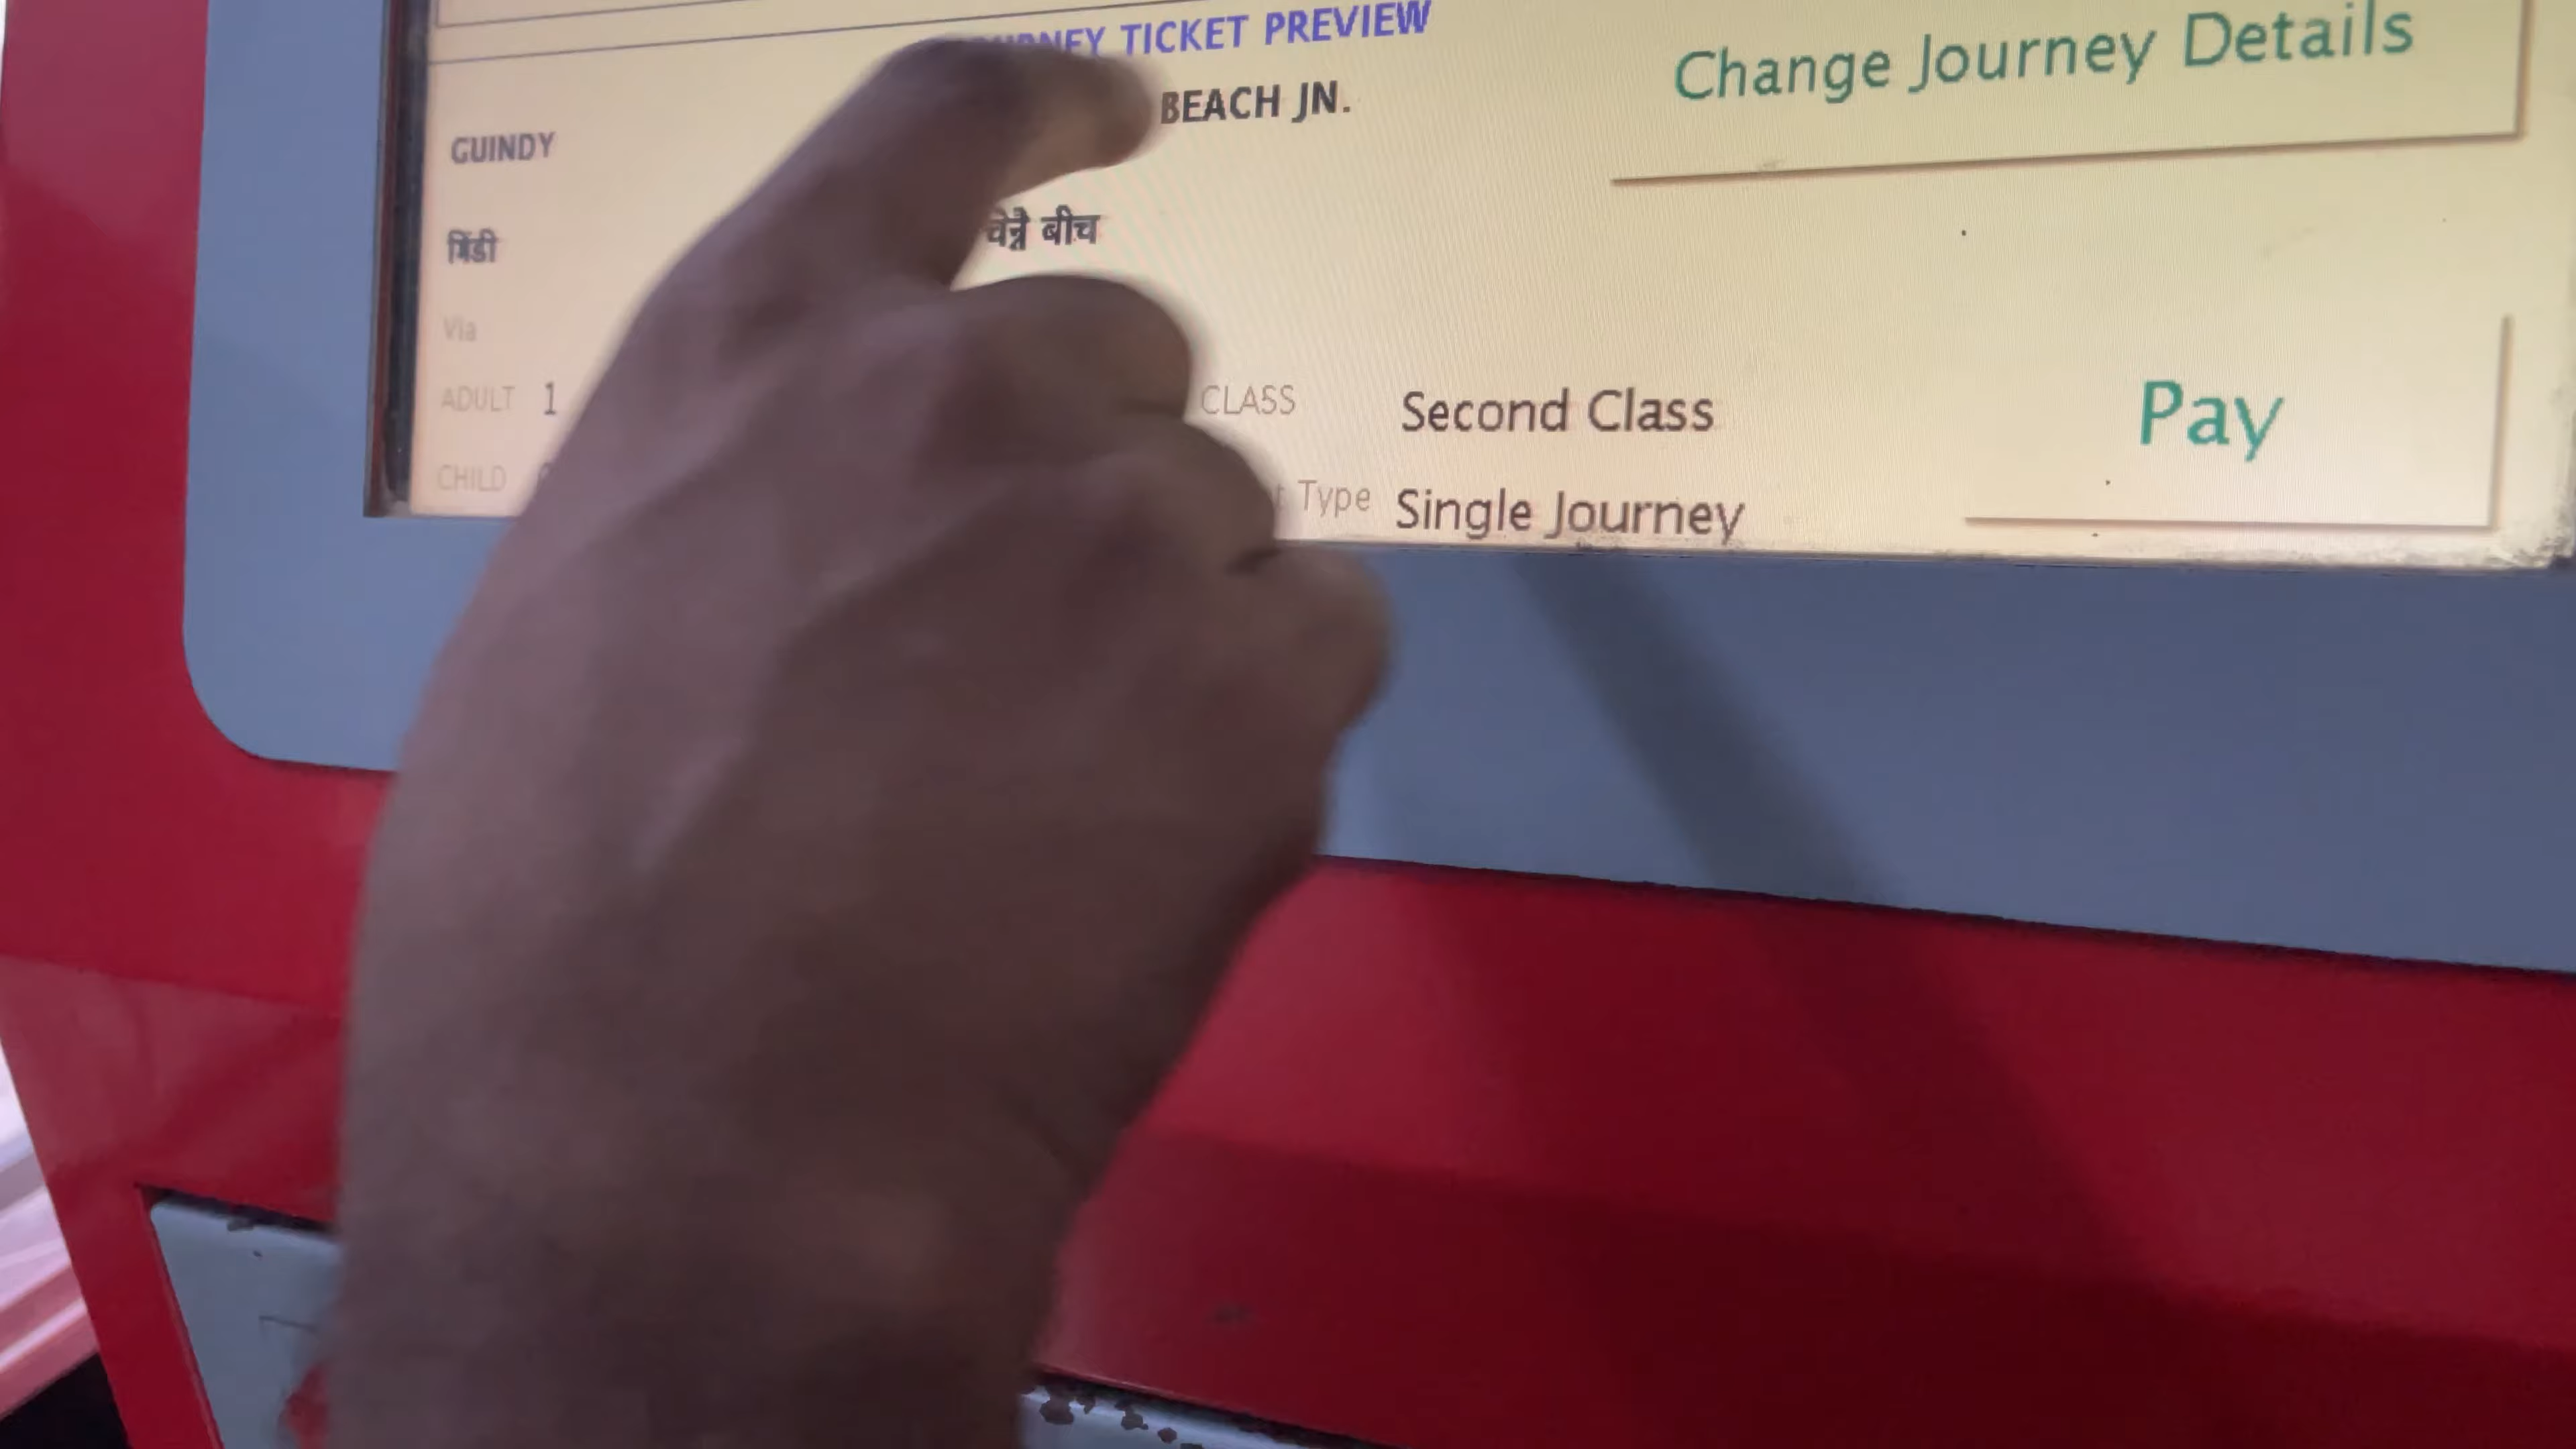 TICKET PREVIEW
Change Journey Details
BEACH JN.
GUINDY
गिंडी
चेन्नै बीच
Via
ADULT 1
CLASS Second Class
Pay
CHILD
Type Single Journey